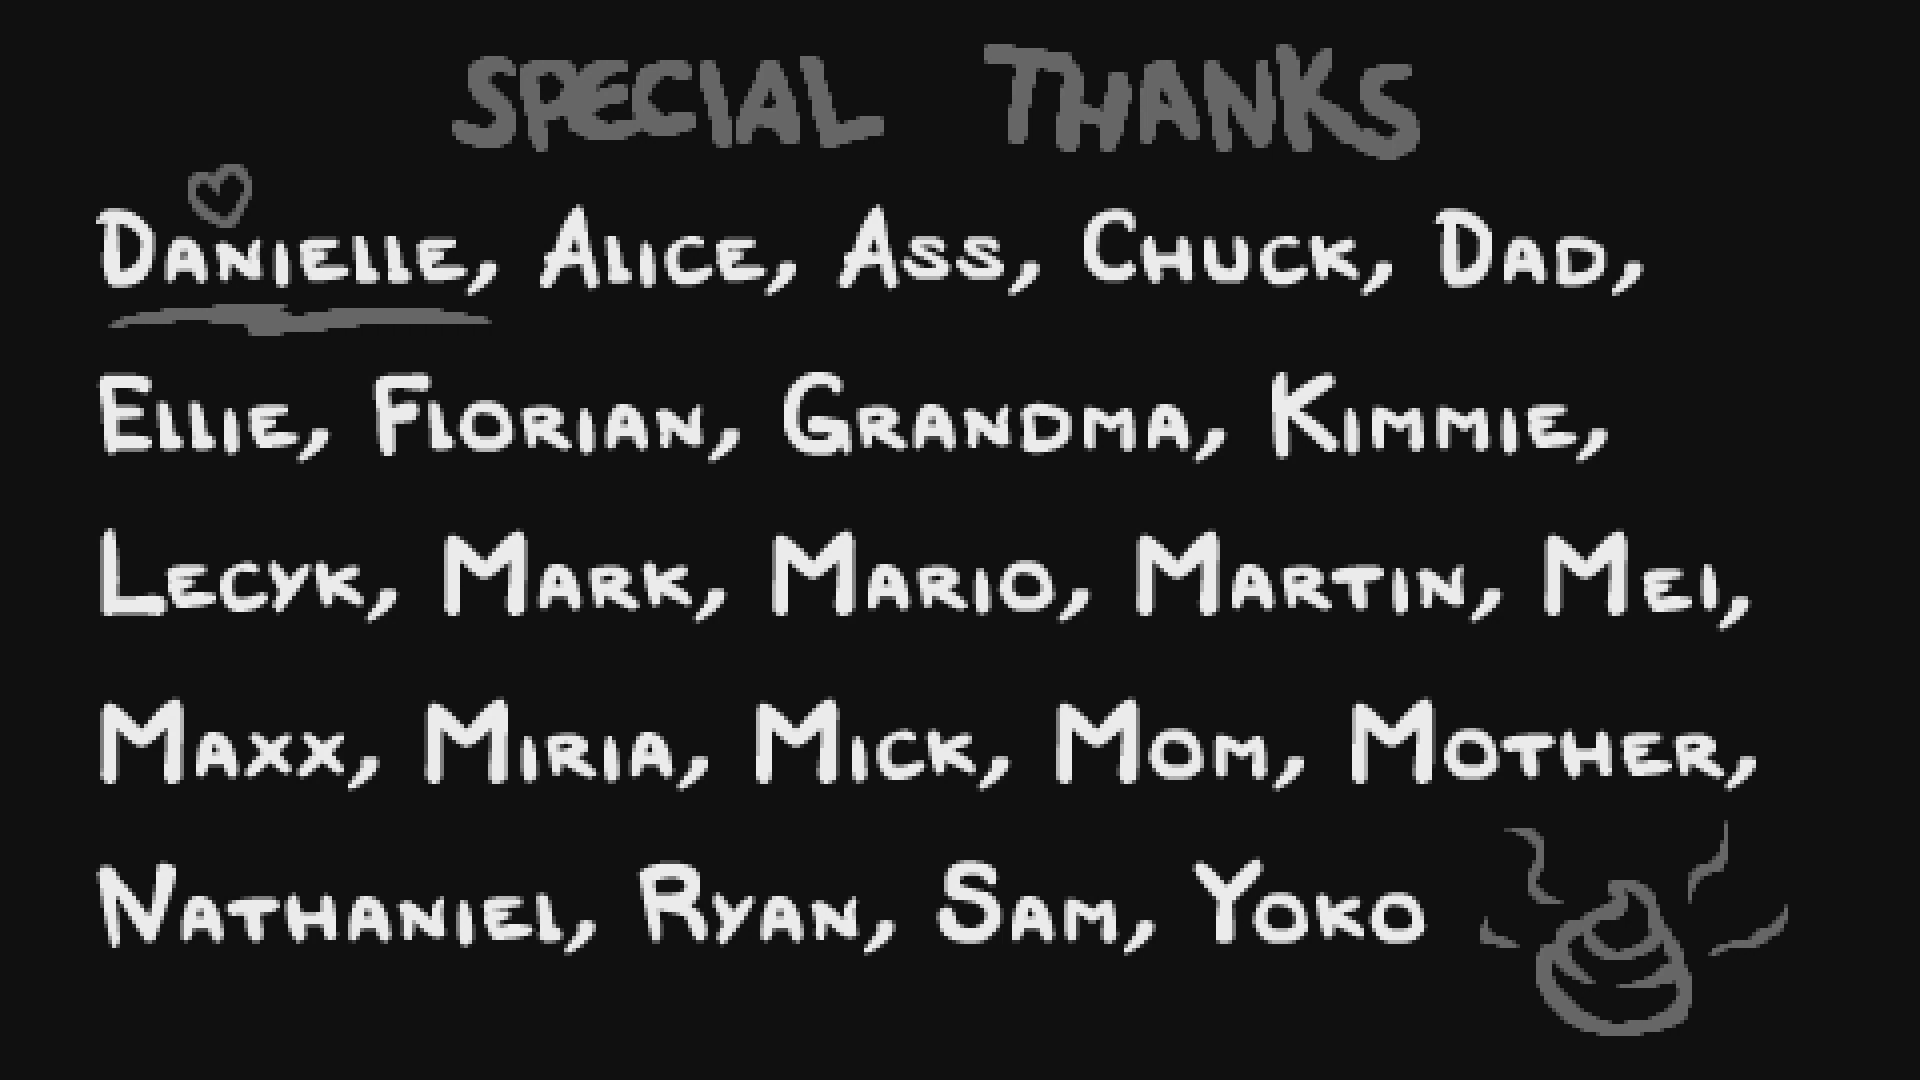 SPECIAL THANKS
Danielle, Alice, Ass, Chuck, Dad,
Ellie, Florian, Grandma, Kimmie,
Lecyk, Mark, Mario, Martin, Mei,
Maxx, Miria, Mick, Mom, Mother,
Nathaniel, Ryan, Sam, Yoko